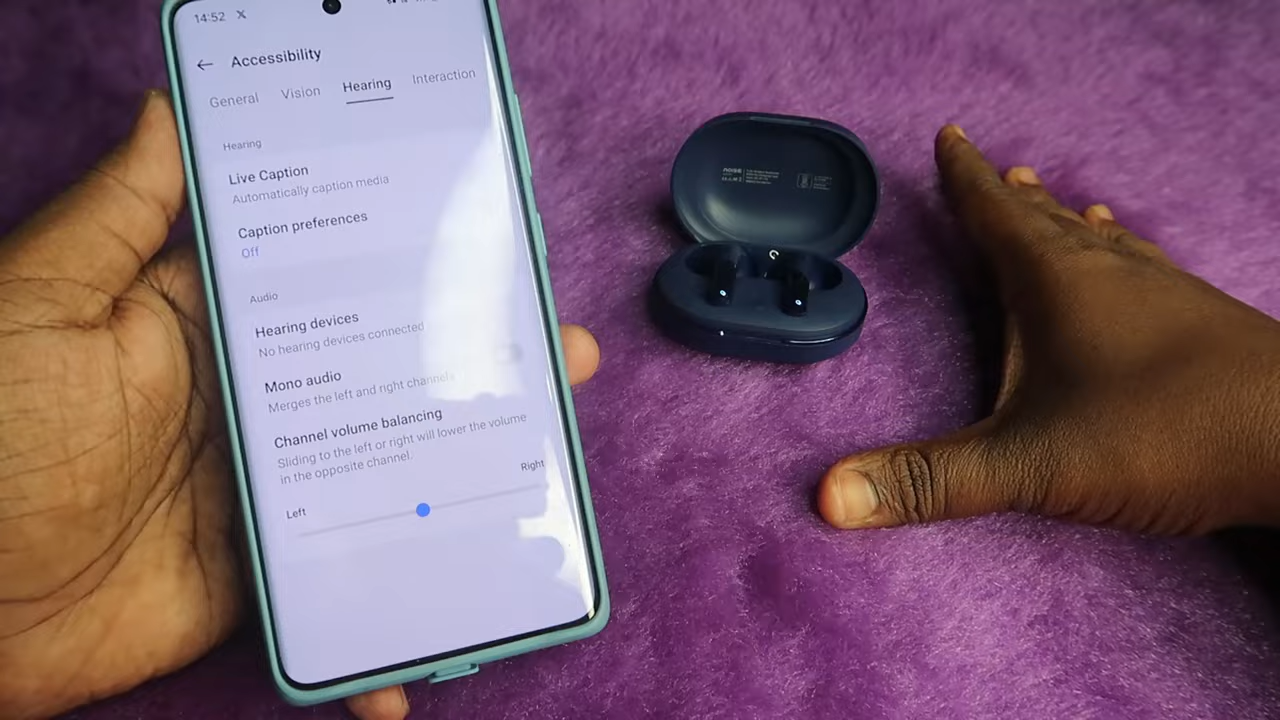 14:52 X
Accessibility
General Vision Hearing Interaction
Hearing
Live Caption
Automatically caption media
Caption preferences
Off
Audio
Hearing devices
No hearing devices connected
Mono audio
Merges the left and right channels
Channel volume balancing
Sliding to the left or right will lower the volume
in the opposite channel.
Left Right
noise